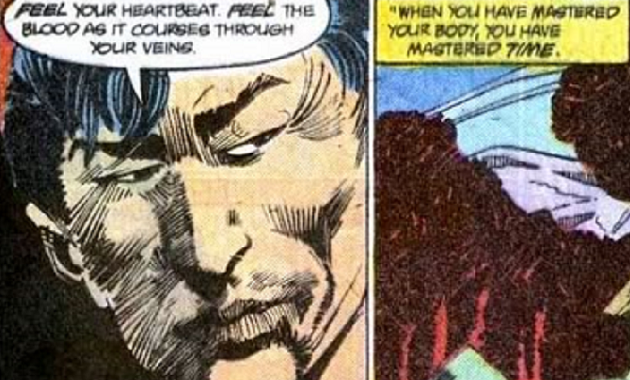 FEEL YOUR HEARTBEAT. FEEL THE
BLOOD AS IT COURSES THROUGH
YOUR VEINS.
"WHEN YOU HAVE MASTERED
YOUR BODY, YOU HAVE
MASTERED TIME.